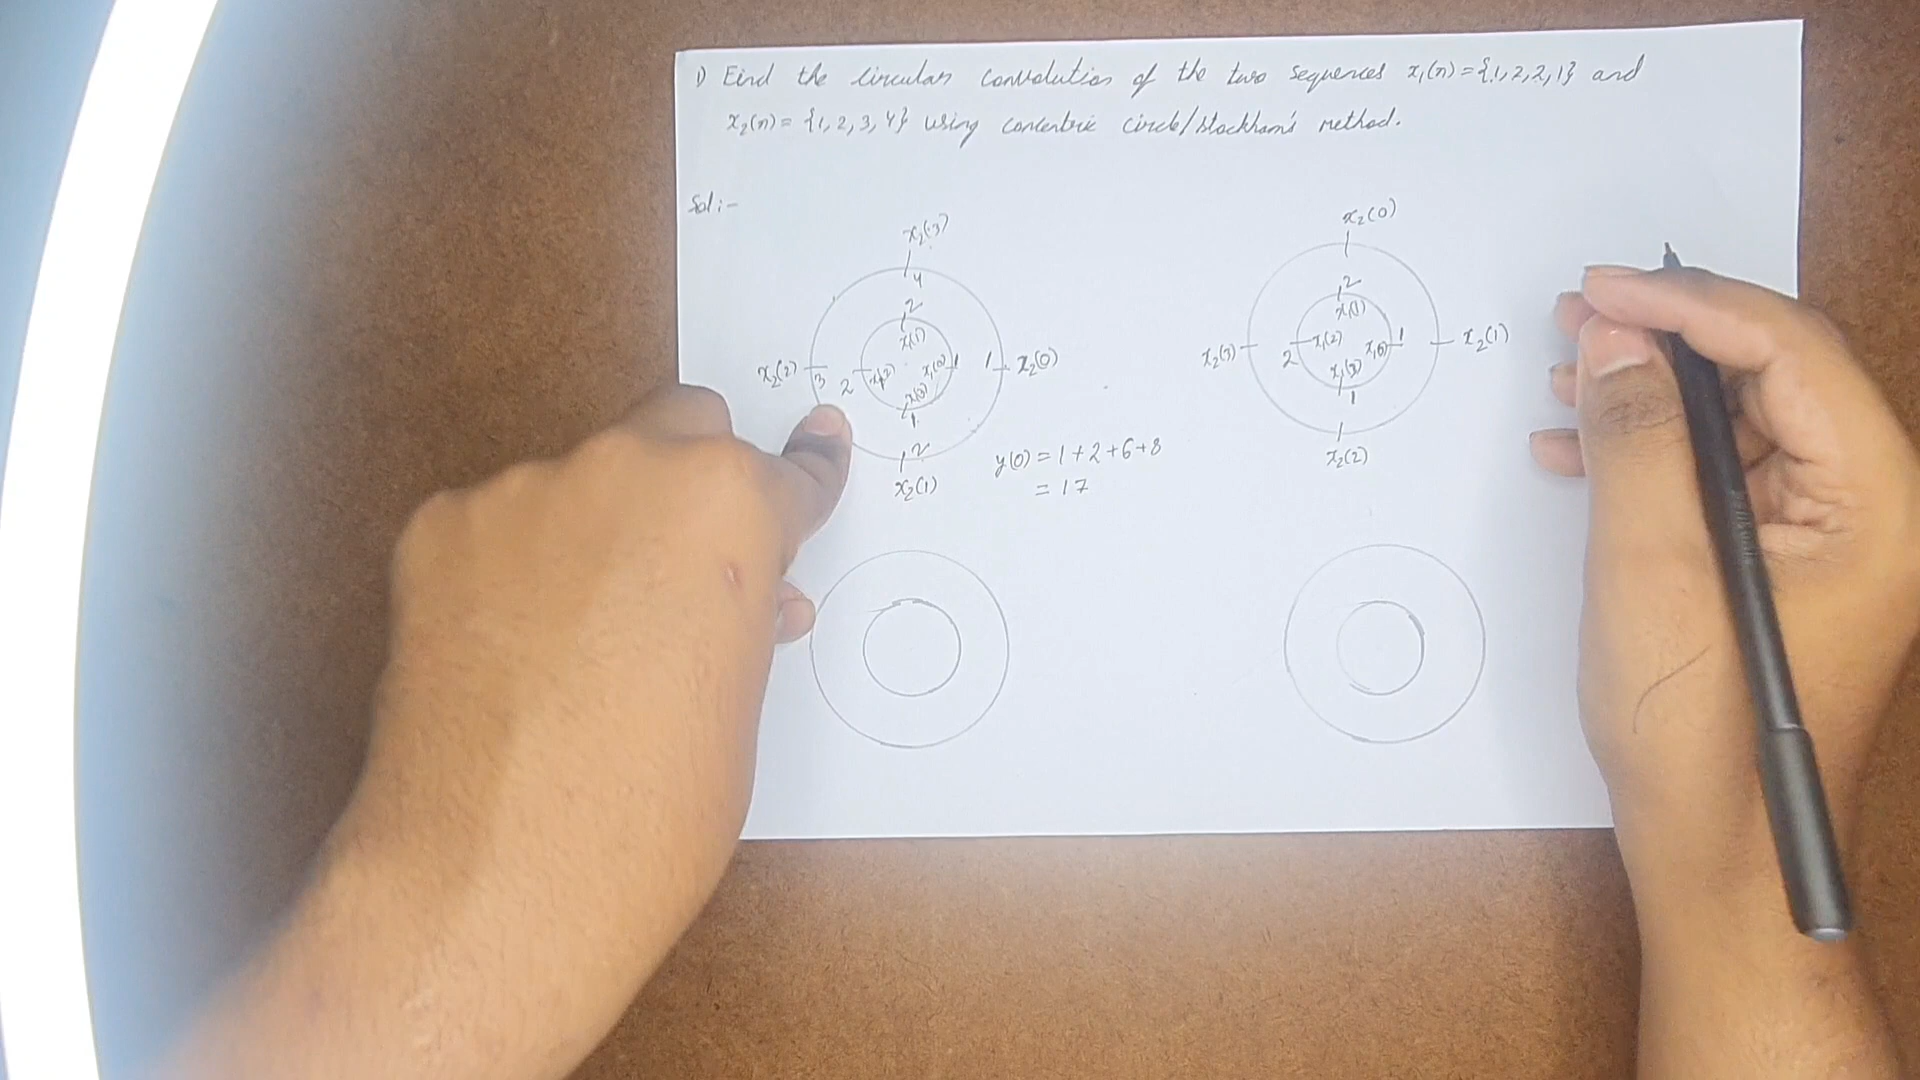 1) Find the circular convolution of the two sequences x₁(n) = {1, 2, 2, 1} and
x₂(n) = {1, 2, 3, 4} using concentric circle/stockham's method.
Sol:-
x₂(3)
4
2
x₁(1)
x₂(2) 3 2 x₁(2) x₁(0) 1 1 x₂(0)
x₁(3)
1
2
x₂(1)
y(0) = 1+2+6+8
= 17
x₂(0)
2
x₁(1)
x₂(3) 2 x₁(2) x₁(0) 1 x₂(1)
x₁(3)
1
x₂(2)